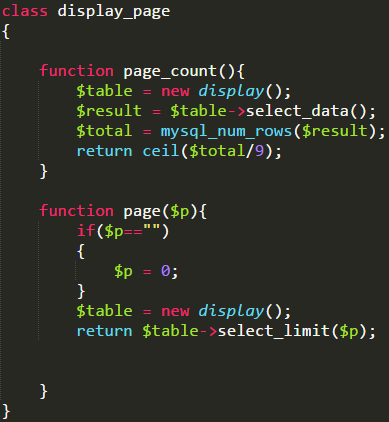 class display_page
{
    function page_count(){
        $table = new display();
        $result = $table->select_data();
        $total = mysql_num_rows($result);
        return ceil($total/9);
    }
    function page($p){
        if($p=="")
        {
            $p = 0;
        }
        $table = new display();
        return $table->select_limit($p);
    }
}